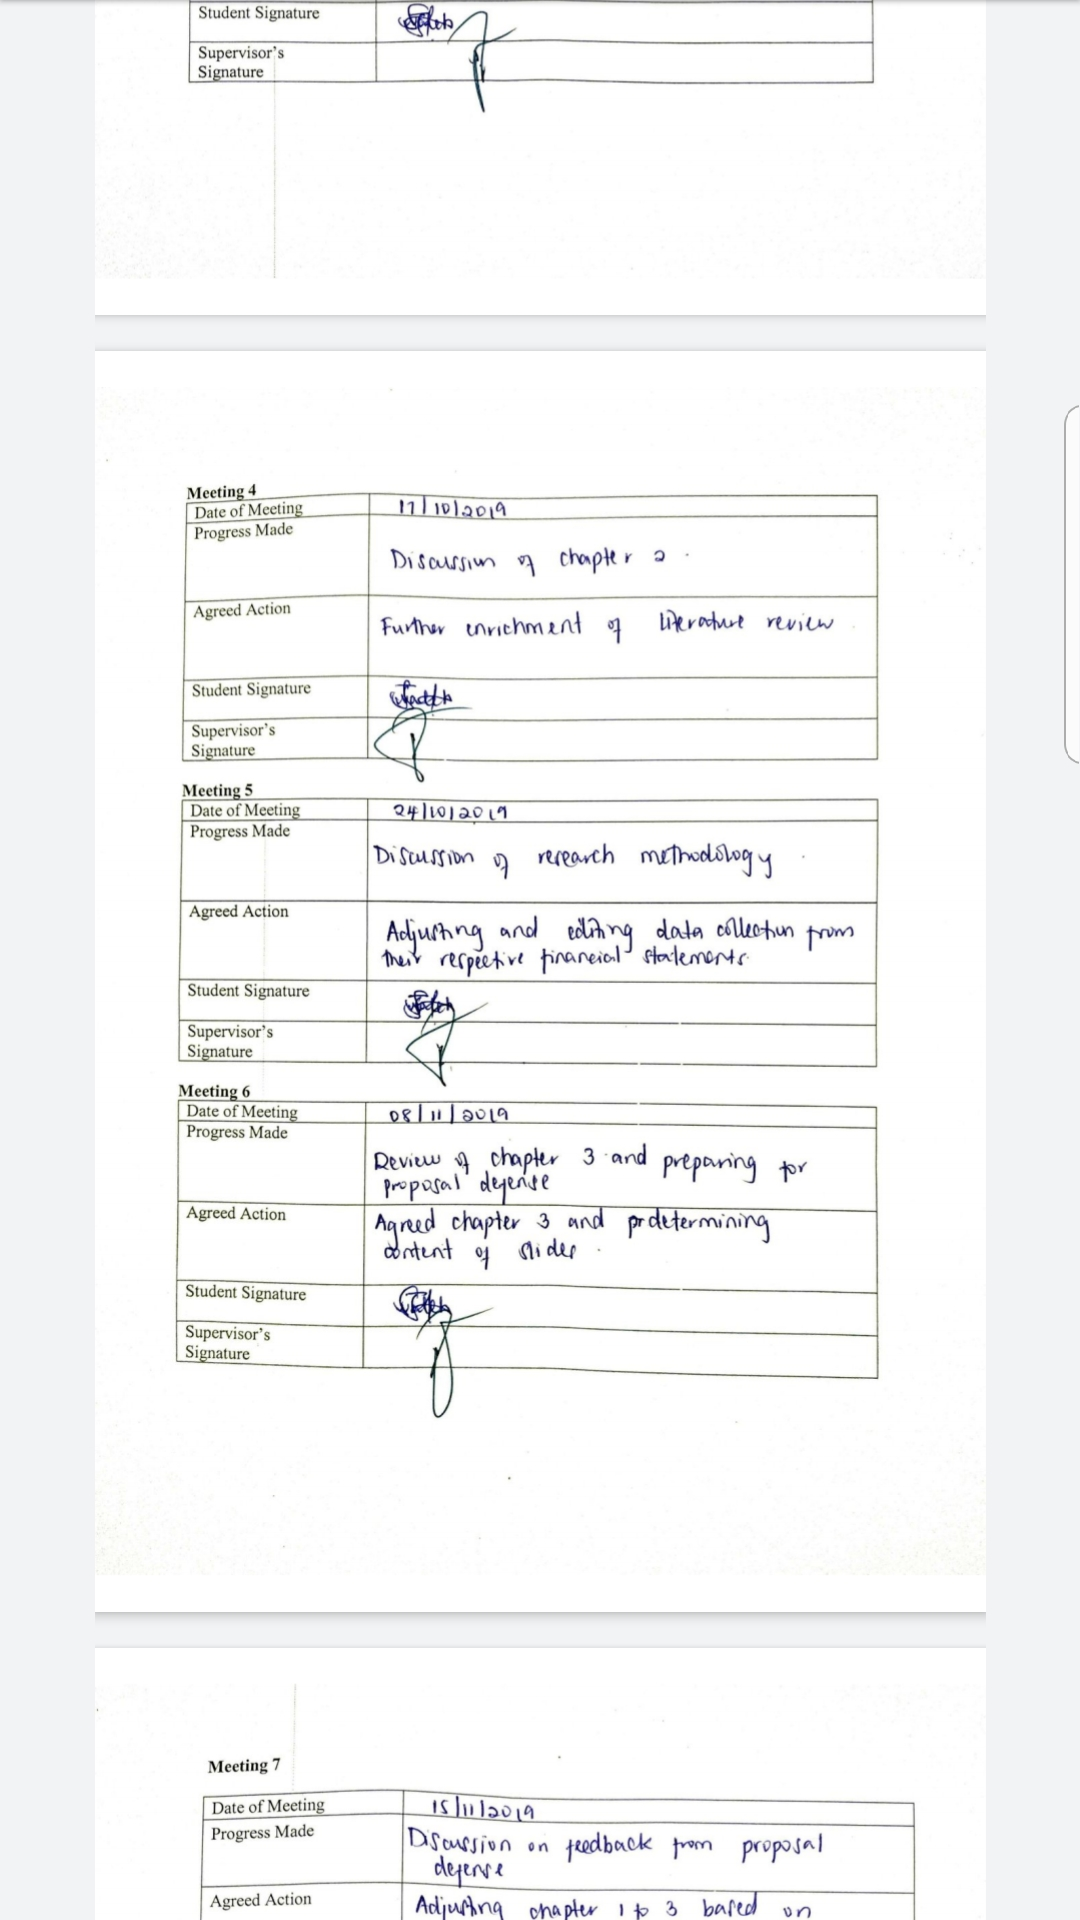 Student Signature
Supervisor's
Signature
Meeting 4
Date of Meeting 17/10/2019
Progress Made
Discussion of chapter 2.
Agreed Action
Further enrichment of literature review.
Student Signature
Supervisor's
Signature
Meeting 5
Date of Meeting 24/10/2019
Progress Made
Discussion of research methodology.
Agreed Action
Adjusting and editing data collection from
their respective financial statements.
Student Signature
Supervisor's
Signature
Meeting 6
Date of Meeting 08/11/2019
Progress Made
Review of chapter 3 and preparing for
proposal defense
Agreed Action
Agreed chapter 3 and prdetermining
content of slides.
Student Signature
Supervisor's
Signature
Meeting 7
Date of Meeting 15/11/2019
Progress Made
Discussion on feedback from proposal
defense
Agreed Action
Adjusting chapter 1 to 3 based on